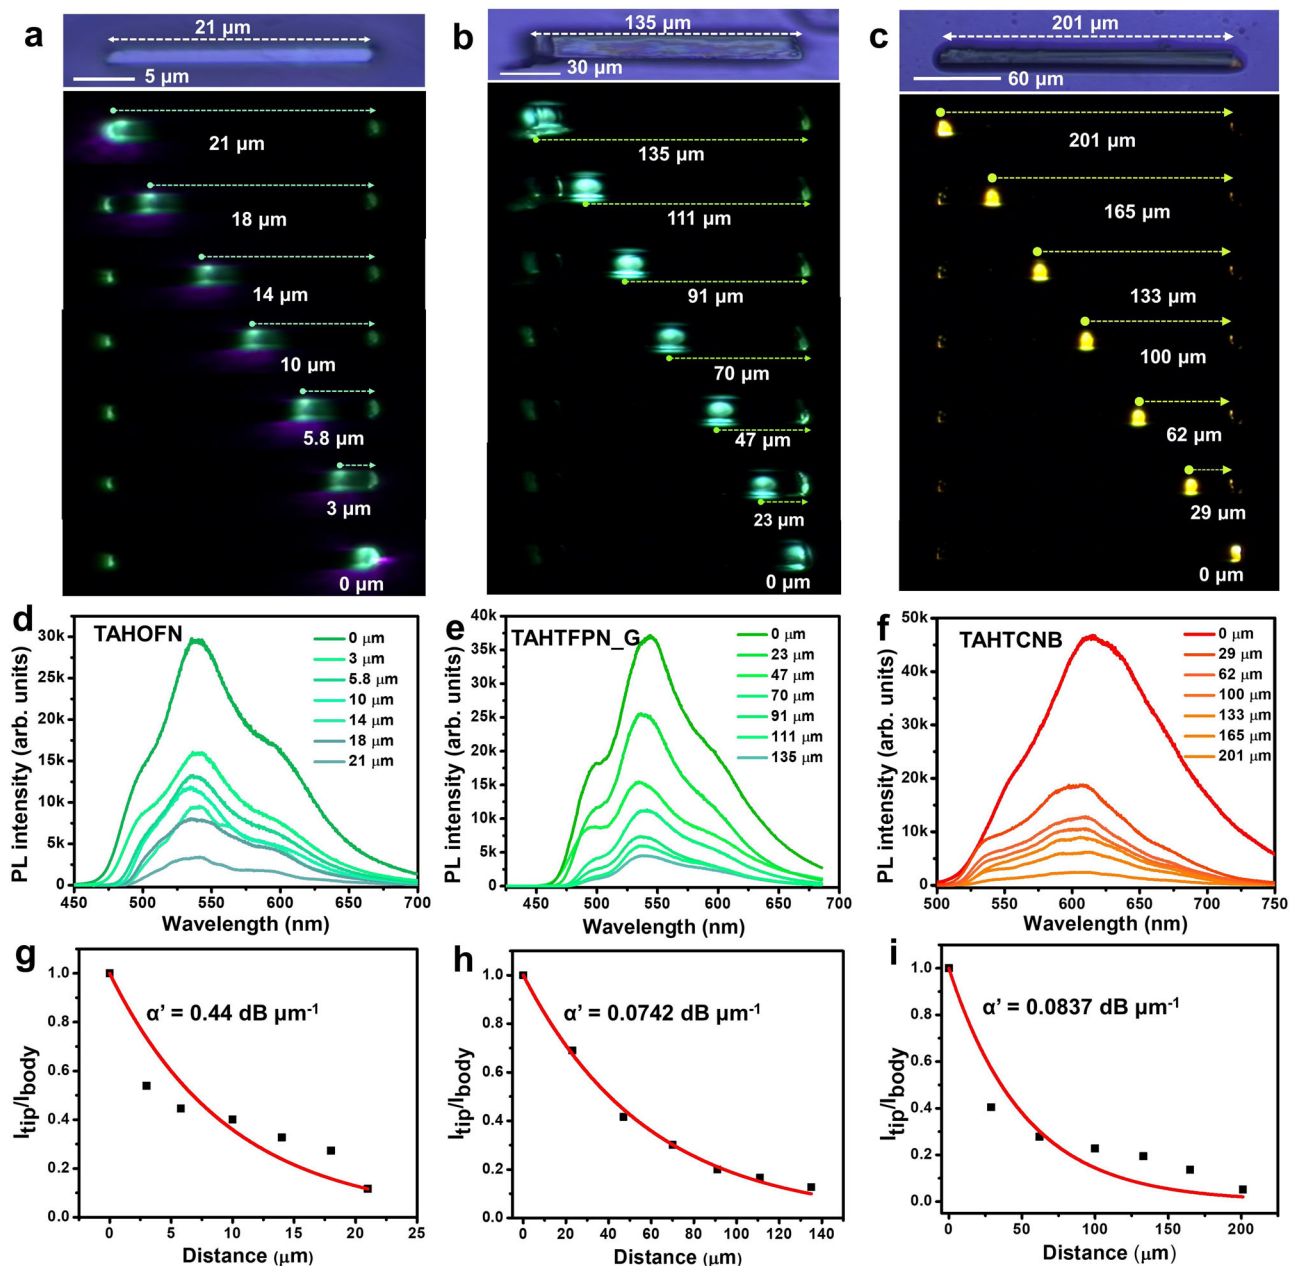 a
21 µm
5 µm
21 µm
18 µm
14 µm
10 µm
5.8 µm
3 µm
0 µm
b
135 µm
30 µm
135 µm
111 µm
91 µm
70 µm
47 µm
23 µm
0 µm
c
201 µm
60 µm
201 µm
165 µm
133 µm
100 µm
62 µm
29 µm
0 µm
d
TAHOFN
PL intensity (arb. units)
30k
25k
20k
15k
10k
5k
0
450 500 550 600 650 700
Wavelength (nm)
0 µm
3 µm
5.8 µm
10 µm
14 µm
18 µm
21 µm
e
TAHTFPN_G
PL intensity (arb. units)
40k
35k
30k
25k
20k
15k
10k
5k
0
450 500 550 600 650 700
Wavelength (nm)
0 µm
23 µm
47 µm
70 µm
91 µm
111 µm
135 µm
f
TAHTCNB
PL intensity (arb. units)
50k
40k
30k
20k
10k
0
500 550 600 650 700 750
Wavelength (nm)
0 µm
29 µm
62 µm
100 µm
133 µm
165 µm
201 µm
g
α’ = 0.44 dB µm-1
Itip/Ibody
1.0
0.8
0.6
0.4
0.2
0.0
0 5 10 15 20 25
Distance (µm)
h
α’ = 0.0742 dB µm-1
Itip/Ibody
1.0
0.8
0.6
0.4
0.2
0.0
0 20 40 60 80 100 120 140
Distance (µm)
i
α’ = 0.0837 dB µm-1
Itip/Ibody
1.0
0.8
0.6
0.4
0.2
0.0
0 50 100 150 200
Distance (µm)